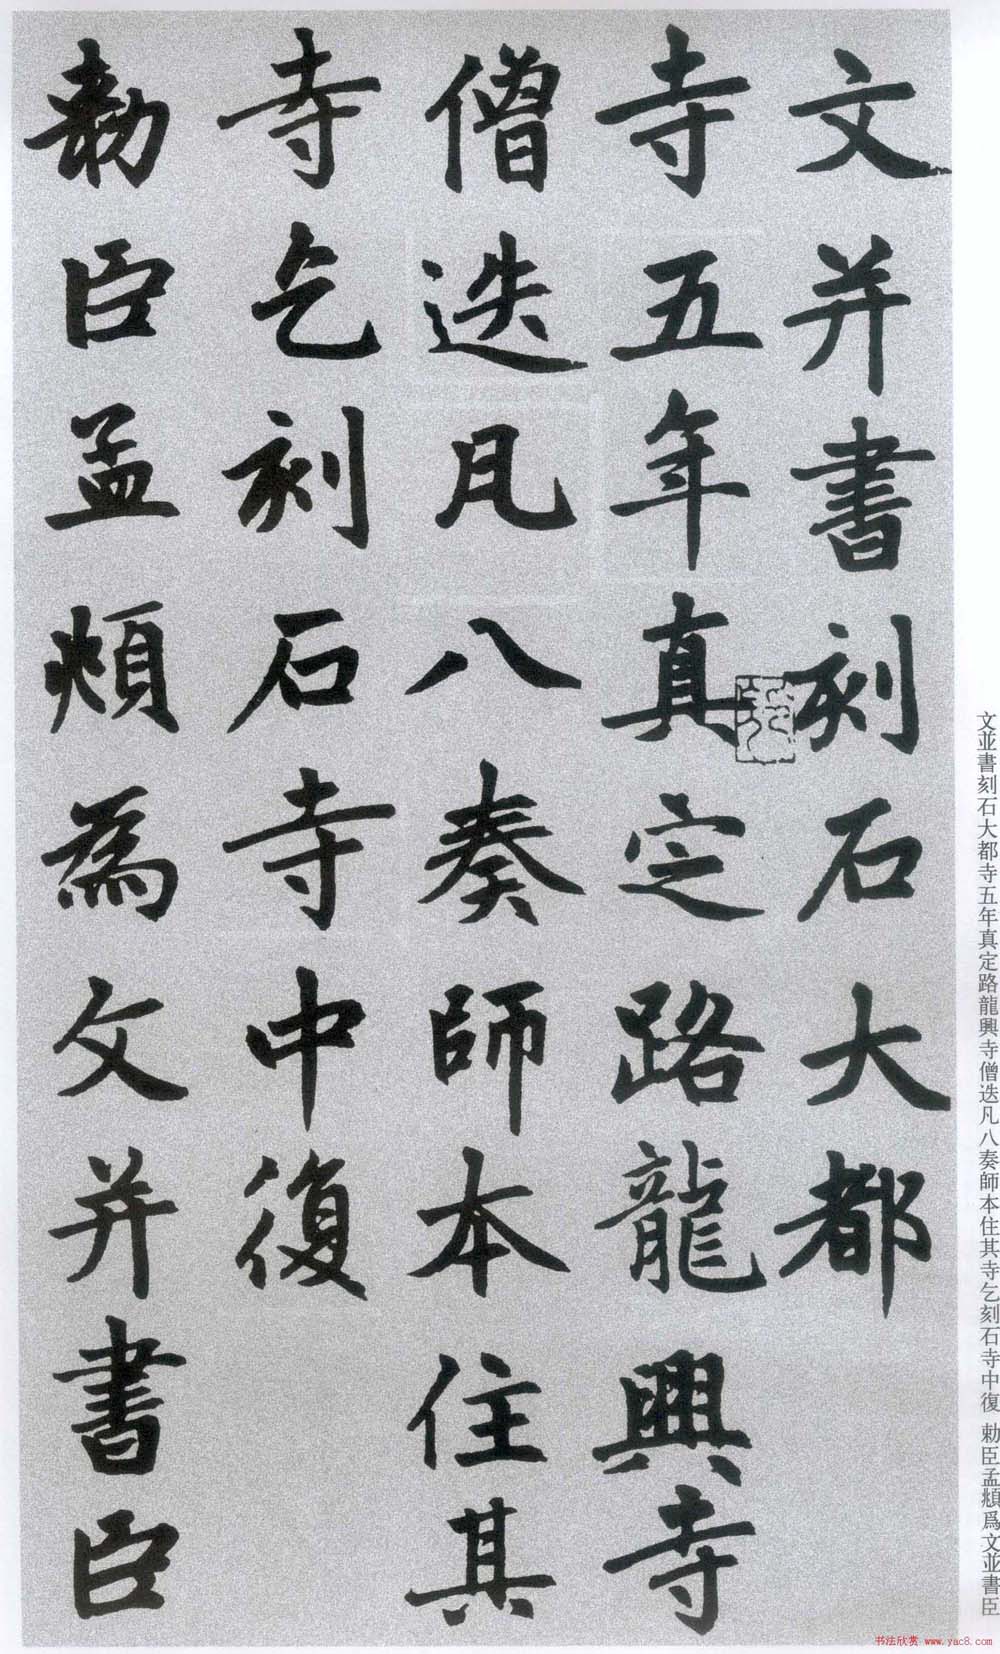 文并書刻石大都
寺五年真定路龍興寺
僧迭凡八奏師本住其
寺乞刻石寺中復
勅臣孟頫為文并書臣
文並書刻石大都寺五年真定路龍興寺僧迭凡八奏師本住其寺乞刻石寺中復 勅臣孟頫爲文並書臣
书法欣赏 www.yac8.com